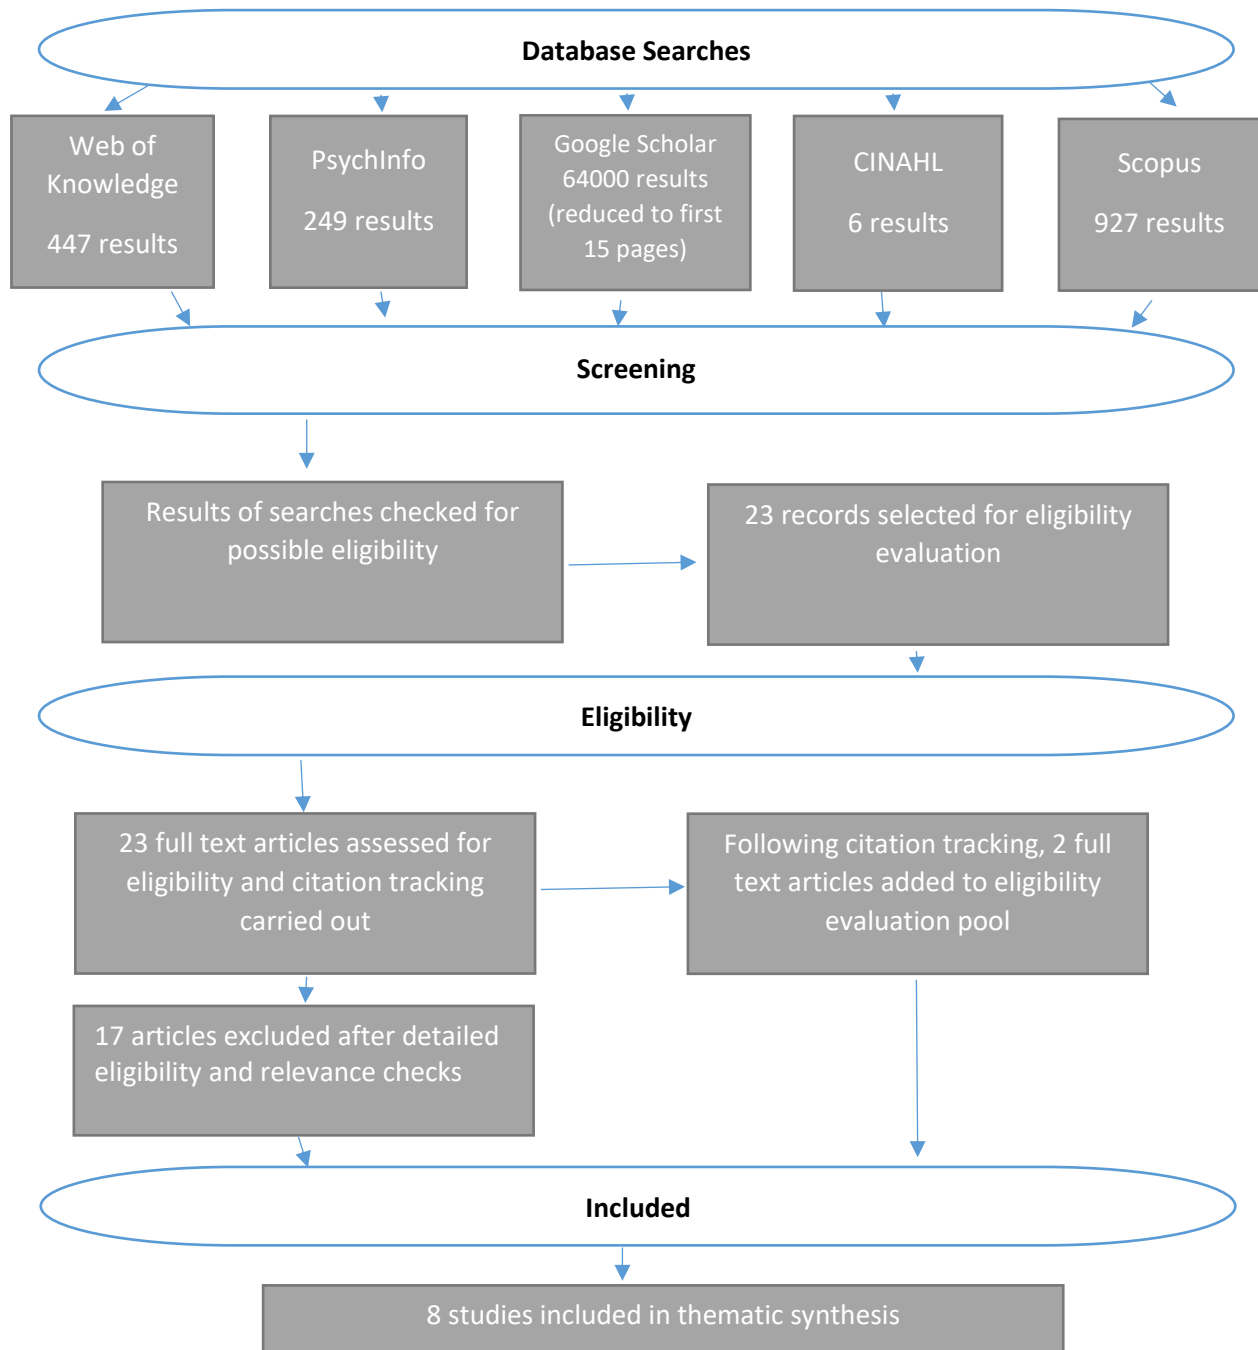 Database Searches
Web of
Knowledge
447 results
PsychInfo
249 results
Google Scholar
64000 results
(reduced to first
15 pages)
CINAHL
6 results
Scopus
927 results
Screening
Results of searches checked for
possible eligibility
23 records selected for eligibility
evaluation
Eligibility
23 full text articles assessed for
eligibility and citation tracking
carried out
Following citation tracking, 2 full
text articles added to eligibility
evaluation pool
17 articles excluded after detailed
eligibility and relevance checks
Included
8 studies included in thematic synthesis